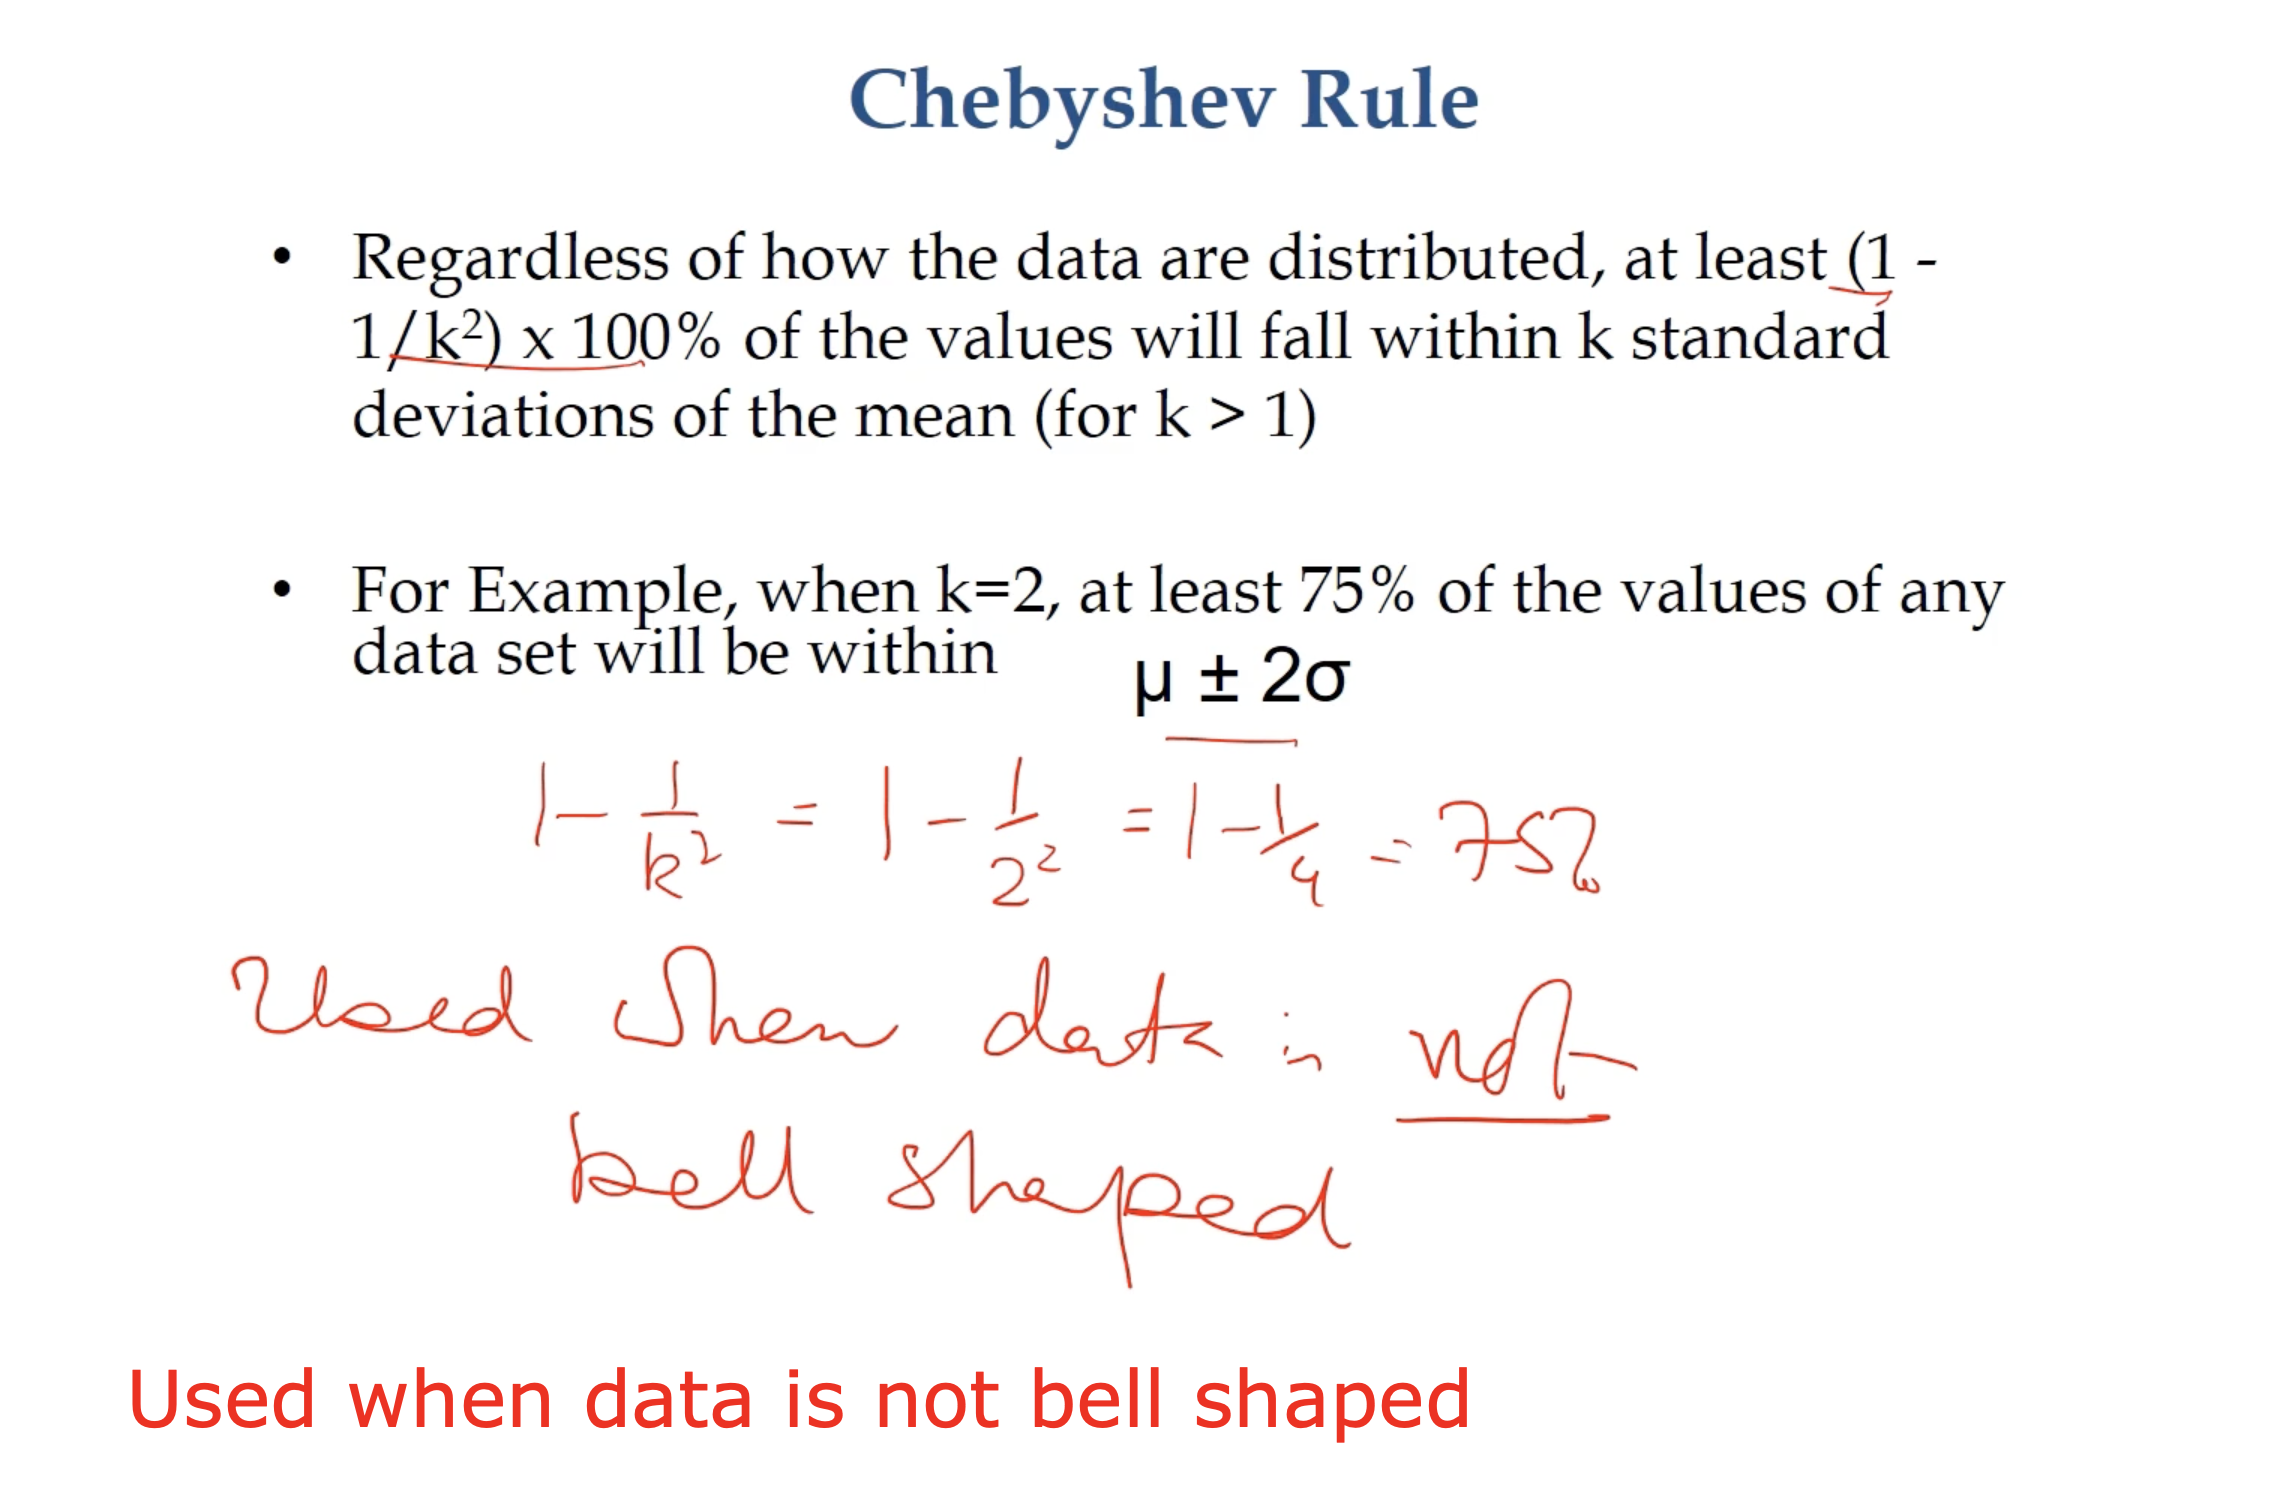 Chebyshev Rule
• Regardless of how the data are distributed, at least (1 -
1/k²) x 100% of the values will fall within k standard
deviations of the mean (for k > 1)
• For Example, when k=2, at least 75% of the values of any
data set will be within
μ ± 2σ
1 - 1/k² = 1 - 1/2² = 1 - 1/4 = 75%
Used when data is not
bell shaped
Used when data is not bell shaped